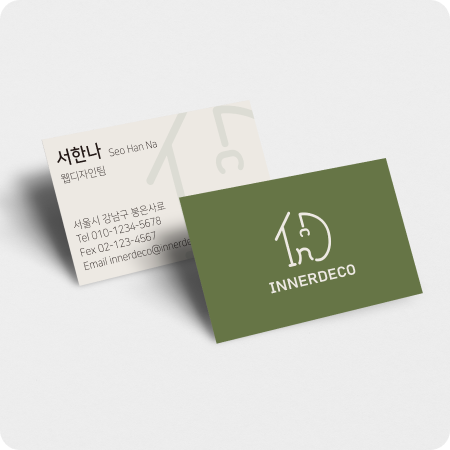 서한나 Seo Han Na
웹디자인팀
서울시 강남구 봉은사로
Tel 010-1234-5678
Fex 02-123-4567
Email innerdeco@innerde
INNERDECO